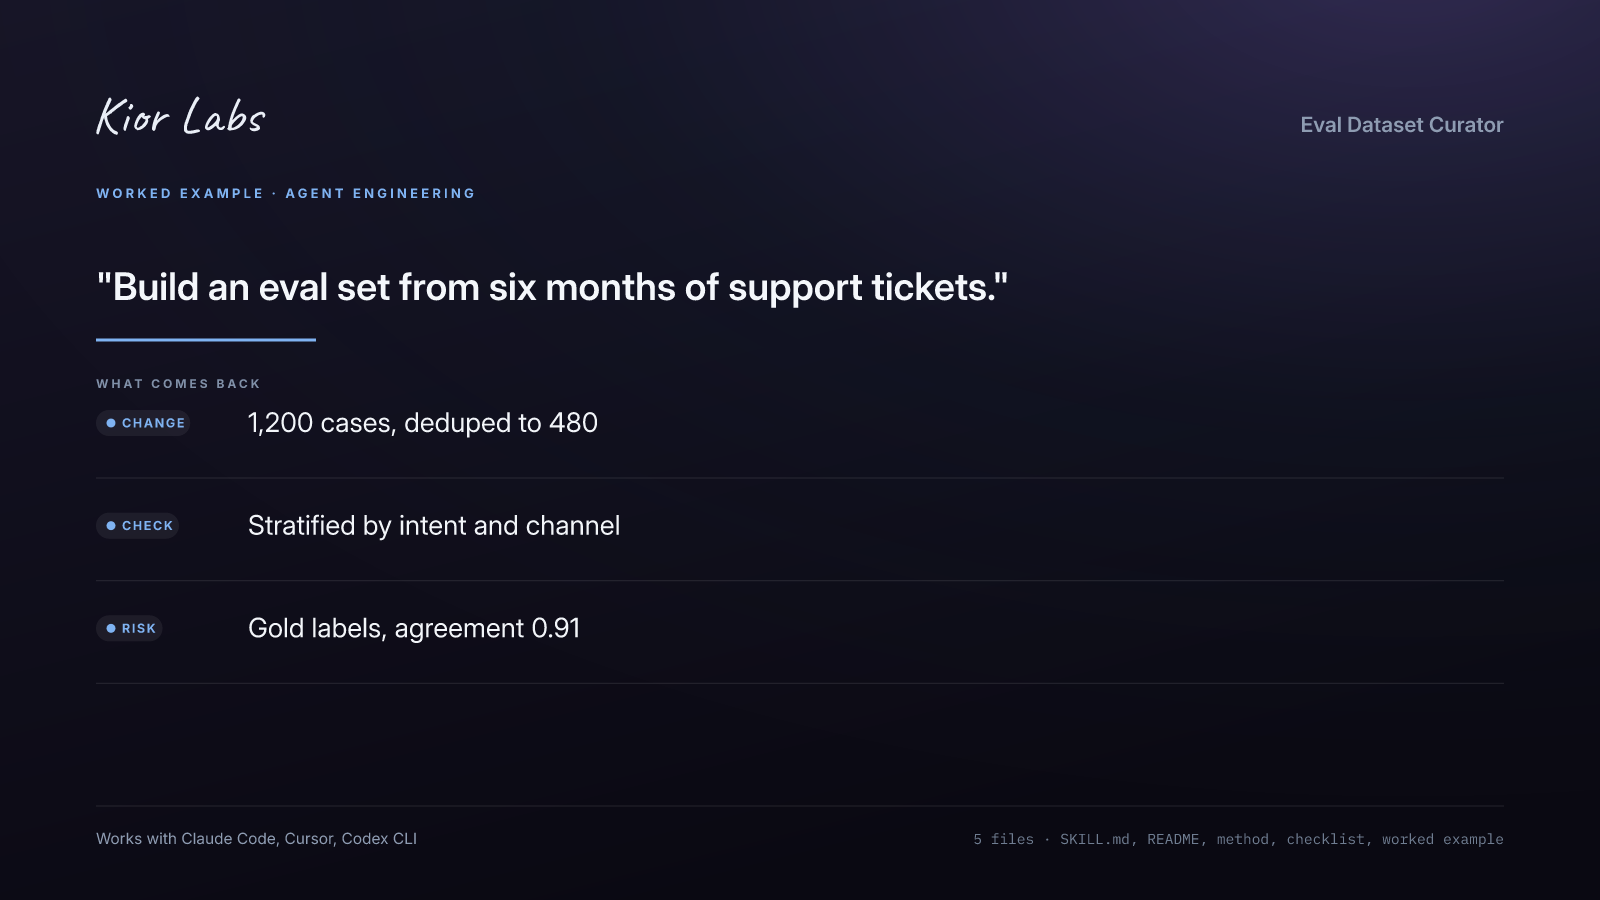 Kior Labs
Eval Dataset Curator
WORKED EXAMPLE · AGENT ENGINEERING
"Build an eval set from six months of support tickets."
WHAT COMES BACK
CHANGE 1,200 cases, deduped to 480
CHECK Stratified by intent and channel
RISK Gold labels, agreement 0.91
Works with Claude Code, Cursor, Codex CLI
5 files · SKILL.md, README, method, checklist, worked example